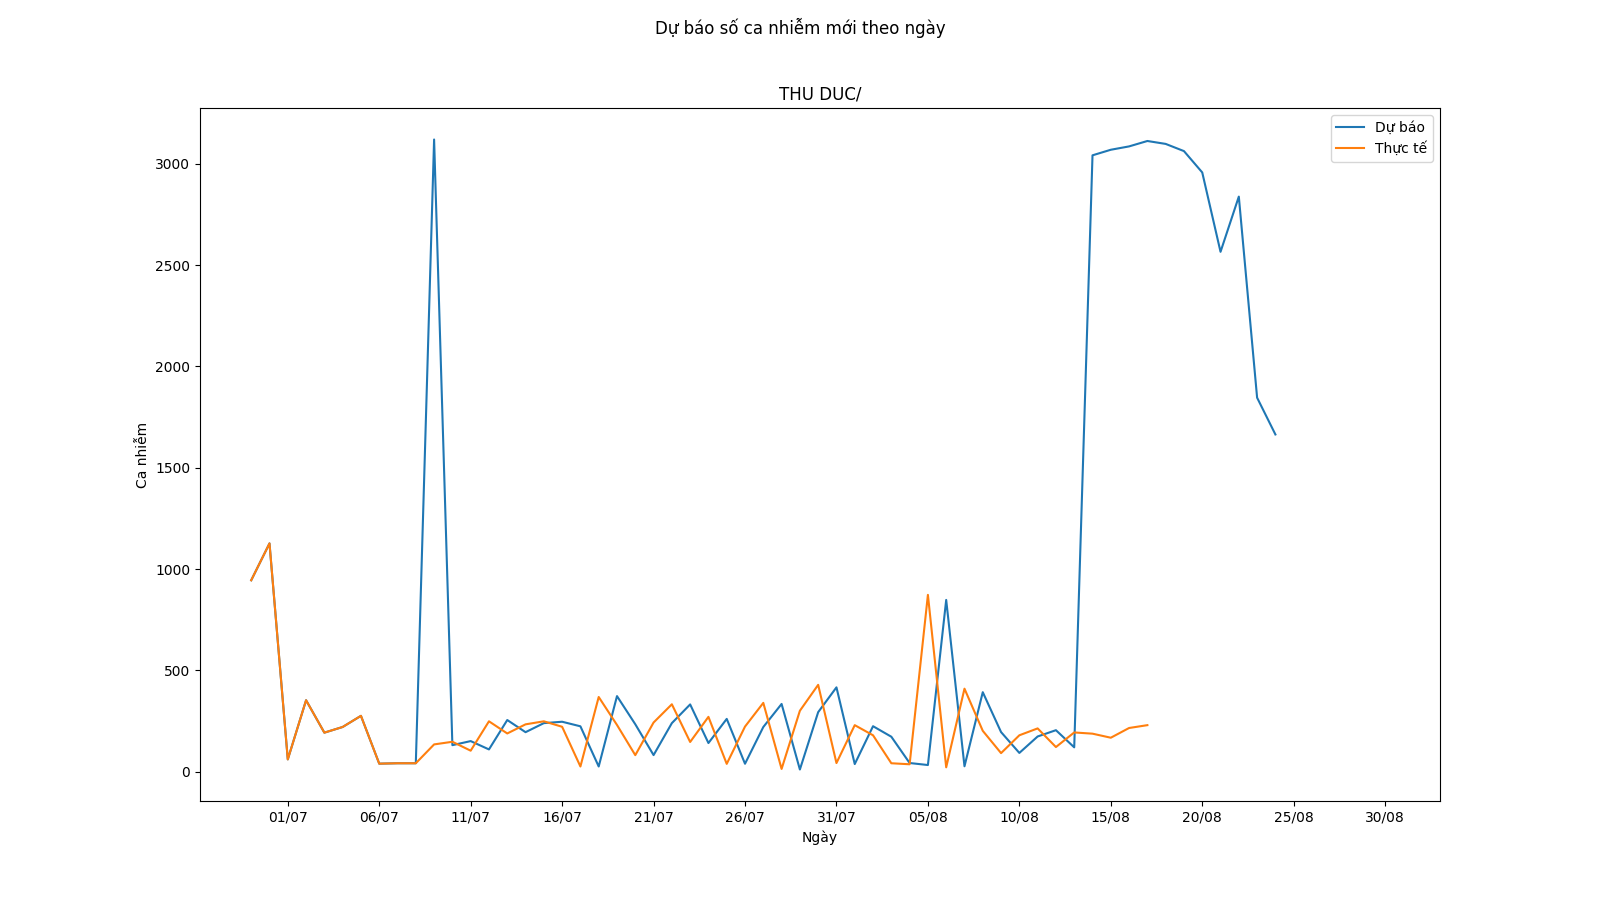 Dự báo số ca nhiễm mới theo ngày
THU DUC/
Dự báo
Thực tế
3000
2500
2000
1500
1000
500
0
Ca nhiễm
01/07 06/07 11/07 16/07 21/07 26/07 31/07 05/08 10/08 15/08 20/08 25/08 30/08
Ngày